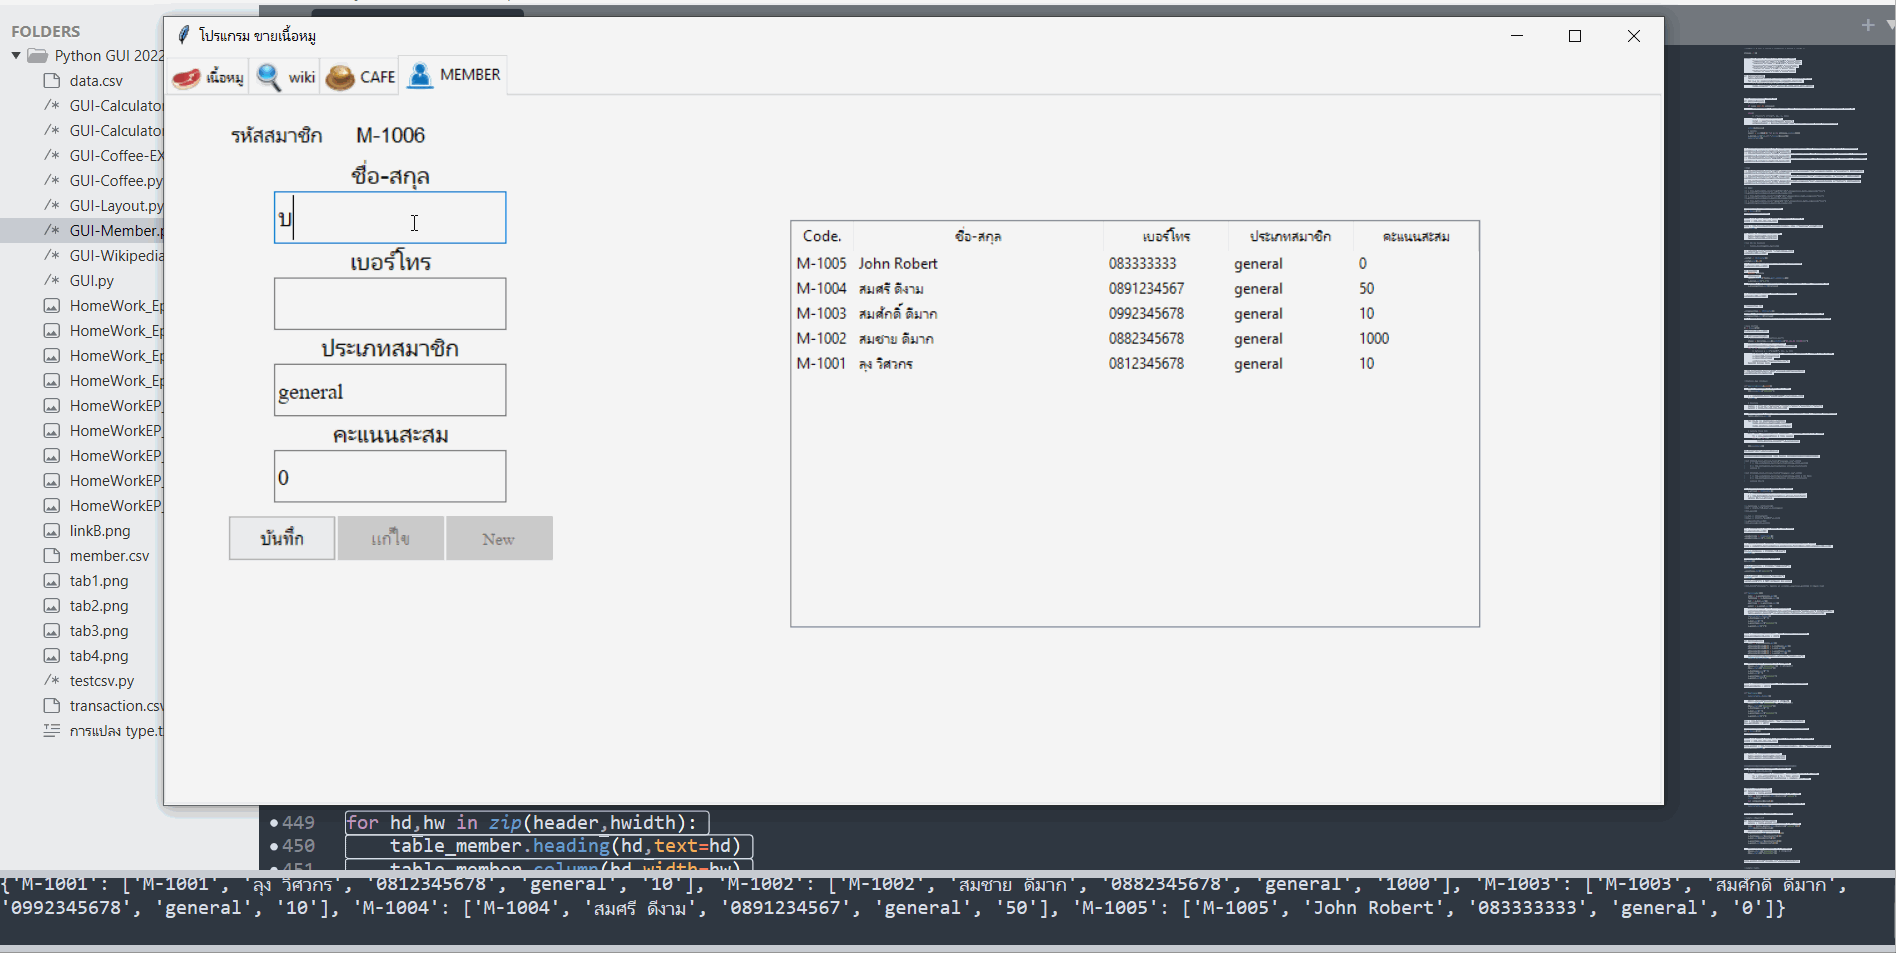 FOLDERS
Python GUI 2022
data.csv
GUI-Calculato
GUI-Calculator
GUI-Coffee-EX
GUI-Coffee.py
GUI-Layout.py
GUI-Member.p
GUI-Wikipedia
GUI.py
HomeWork_Ep
HomeWork_Ep
HomeWork_Ep
HomeWork_Ep
HomeWorkEP_
HomeWorkEP_
HomeWorkEP_
HomeWorkEP_
HomeWorkEP_
linkB.png
member.csv
tab1.png
tab2.png
tab3.png
tab4.png
testcsv.py
transaction.csv
การแปลง type.t
โปรแกรม ขายเนื้อหมู
เนื้อหมู wiki CAFE MEMBER
รหัสสมาชิก M-1006
ชื่อ-สกุล
บ
เบอร์โทร
ประเภทสมาชิก
general
คะแนนสะสม
0
บันทึก แก้ไข New
Code. ชื่อ-สกุล เบอร์โทร ประเภทสมาชิก คะแนนสะสม
M-1005 John Robert 083333333 general 0
M-1004 สมศรี ดีงาม 0891234567 general 50
M-1003 สมศักดิ์ ดีมาก 0992345678 general 10
M-1002 สมชาย ดีมาก 0882345678 general 1000
M-1001 ลุง วิศวกร 0812345678 general 10
449 for hd,hw in zip(header,hwidth):
450 table_member.heading(hd,text=hd)
451 table_member.column(hd,width=hw)
{'M-1001': ['M-1001', 'ลุง วิศวกร', '0812345678', 'general', '10'], 'M-1002': ['M-1002', 'สมชาย ดีมาก', '0882345678', 'general', '1000'], 'M-1003': ['M-1003', 'สมศักดิ์ ดีมาก',
'0992345678', 'general', '10'], 'M-1004': ['M-1004', 'สมศรี ดีงาม', '0891234567', 'general', '50'], 'M-1005': ['M-1005', 'John Robert', '083333333', 'general', '0']}